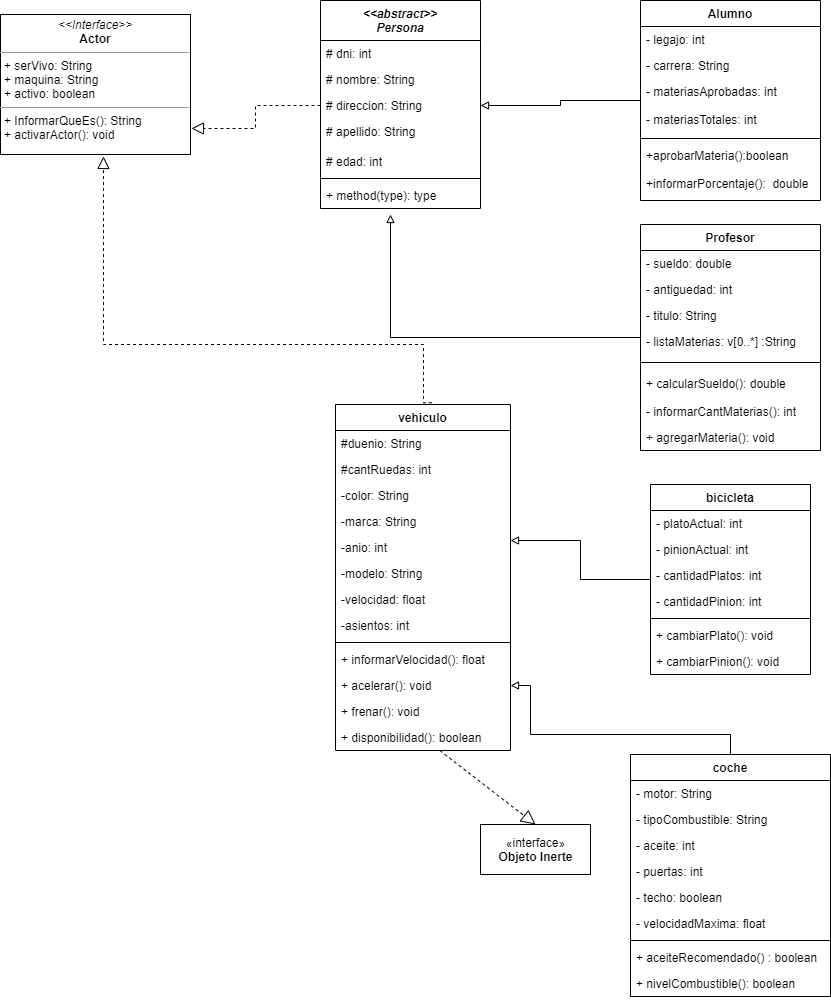 <<Interface>>
Actor
+ serVivo: String
+ maquina: String
+ activo: boolean
+ InformarQueEs(): String
+ activarActor(): void
<<abstract>>
Persona
# dni: int
# nombre: String
# direccion: String
# apellido: String
# edad: int
+ method(type): type
Alumno
- legajo: int
- carrera: String
- materiasAprobadas: int
- materiasTotales: int
+aprobarMateria():boolean
+informarPorcentaje(): double
Profesor
- sueldo: double
- antiguedad: int
- titulo: String
- listaMaterias: v[0..*] :String
+ calcularSueldo(): double
- informarCantMaterias(): int
+ agregarMateria(): void
vehiculo
#duenio: String
#cantRuedas: int
-color: String
-marca: String
-anio: int
-modelo: String
-velocidad: float
-asientos: int
+ informarVelocidad(): float
+ acelerar(): void
+ frenar(): void
+ disponibilidad(): boolean
bicicleta
- platoActual: int
- pinionActual: int
- cantidadPlatos: int
- cantidadPinion: int
+ cambiarPlato(): void
+ cambiarPinion(): void
coche
- motor: String
- tipoCombustible: String
- aceite: int
- puertas: int
- techo: boolean
- velocidadMaxima: float
+ aceiteRecomendado() : boolean
+ nivelCombustible(): boolean
«interface»
Objeto Inerte